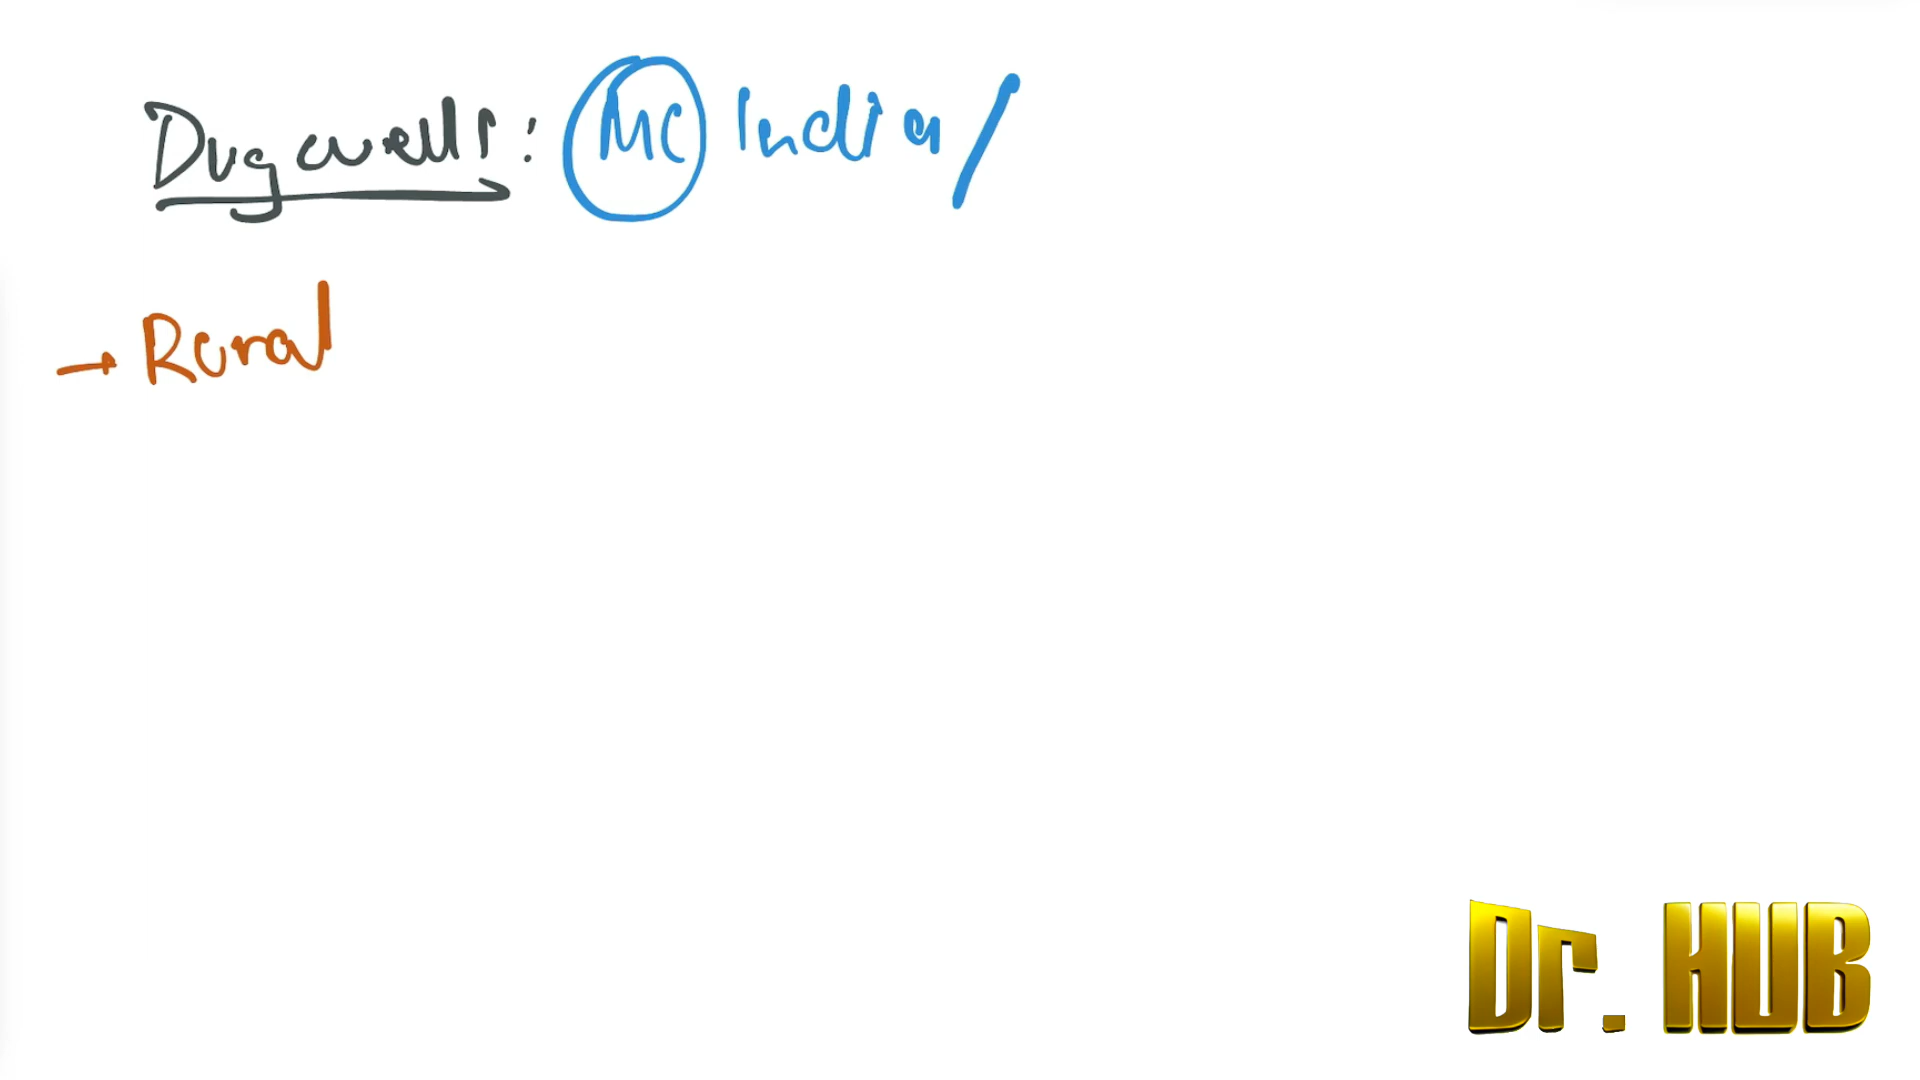 Dug wells: MC India /
→ Rural
Dr. HUB